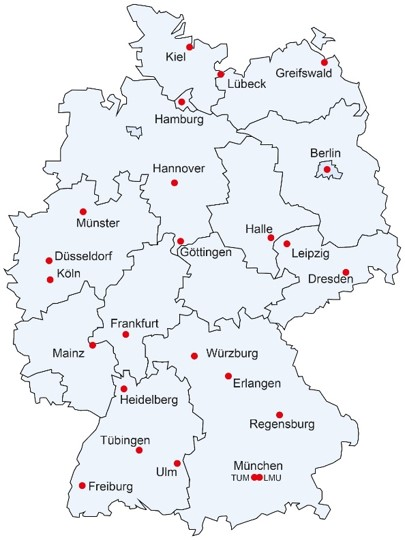 Kiel
Lübeck
Greifswald
Hamburg
Hannover
Berlin
Münster
Halle
Leipzig
Göttingen
Düsseldorf
Köln
Dresden
Frankfurt
Mainz
Würzburg
Erlangen
Heidelberg
Regensburg
Tübingen
Ulm
München
TUM LMU
Freiburg